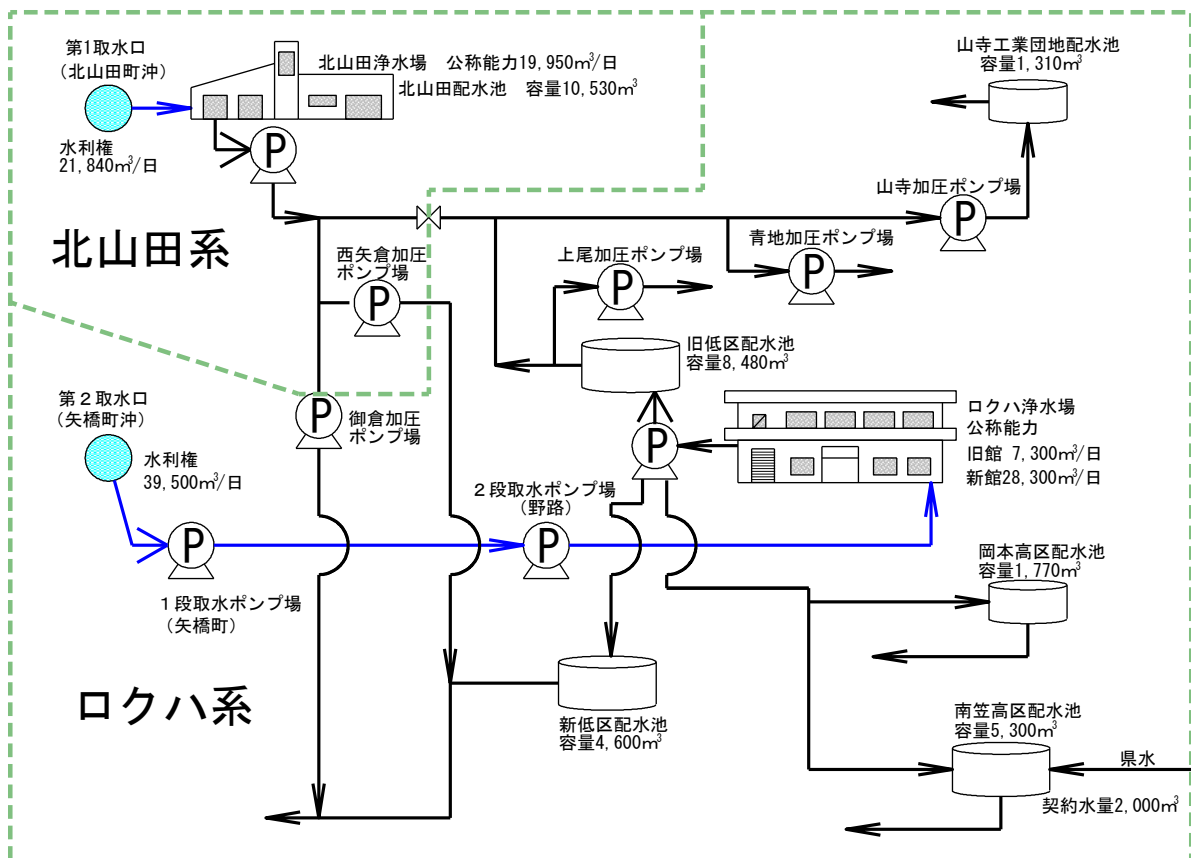 第1取水口
(北山田町沖)
水利権
21,840m³/日
北山田浄水場 公称能力19,950m³/日
北山田配水池 容量10,530m³
P
山寺工業団地配水池
容量1,310m³
山寺加圧ポンプ場
P
北山田系
西矢倉加圧
ポンプ場
P
上尾加圧ポンプ場
P
青地加圧ポンプ場
P
旧低区配水池
容量8,480m³
第2取水口
(矢橋町沖)
水利権
39,500m³/日
P
御倉加圧
ポンプ場
P
ロクハ浄水場
公称能力
旧館 7,300m³/日
新館28,300m³/日
2段取水ポンプ場
(野路)
P
P
1段取水ポンプ場
(矢橋町)
岡本高区配水池
容量1,770m³
ロクハ系
新低区配水池
容量4,600m³
南笠高区配水池
容量5,300m³
県水
契約水量2,000m³